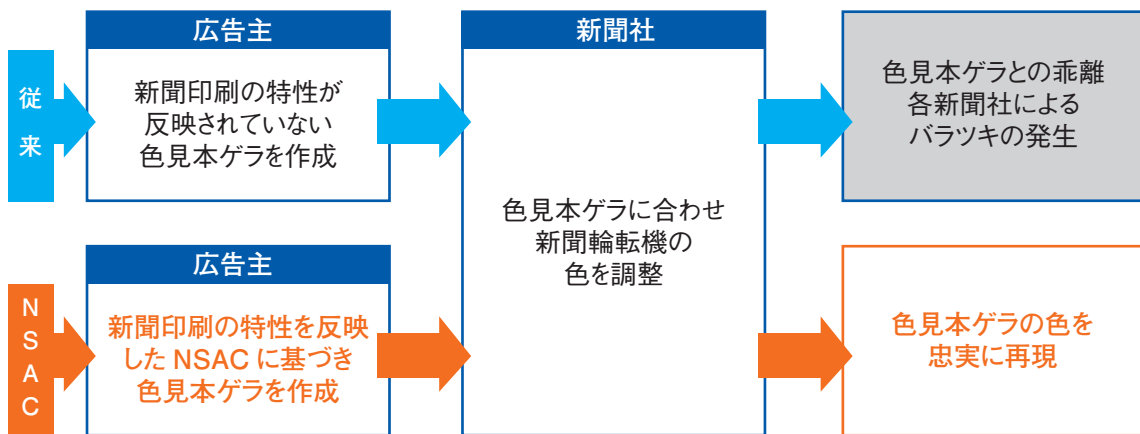 従来
広告主
新聞印刷の特性が
反映されていない
色見本ゲラを作成
新聞社
色見本ゲラに合わせ
新聞輪転機の
色を調整
色見本ゲラとの乖離
各新聞社による
バラツキの発生
NSAC
広告主
新聞印刷の特性を反映
した NSAC に基づき
色見本ゲラを作成
色見本ゲラの色を
忠実に再現